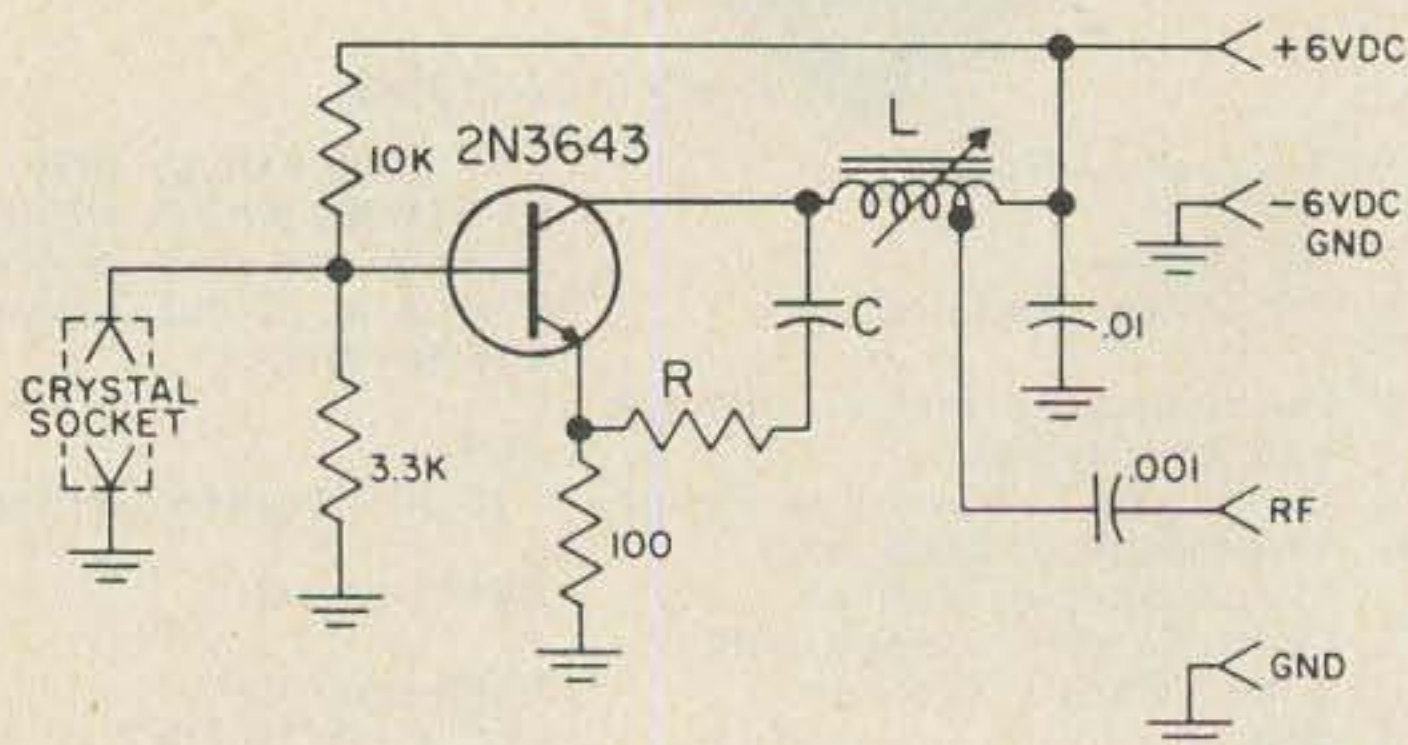 +6VDC
10K
2N3643
L
-6VDC
GND
C
.01
CRYSTAL
SOCKET
R
3.3K
100
.001
RF
GND